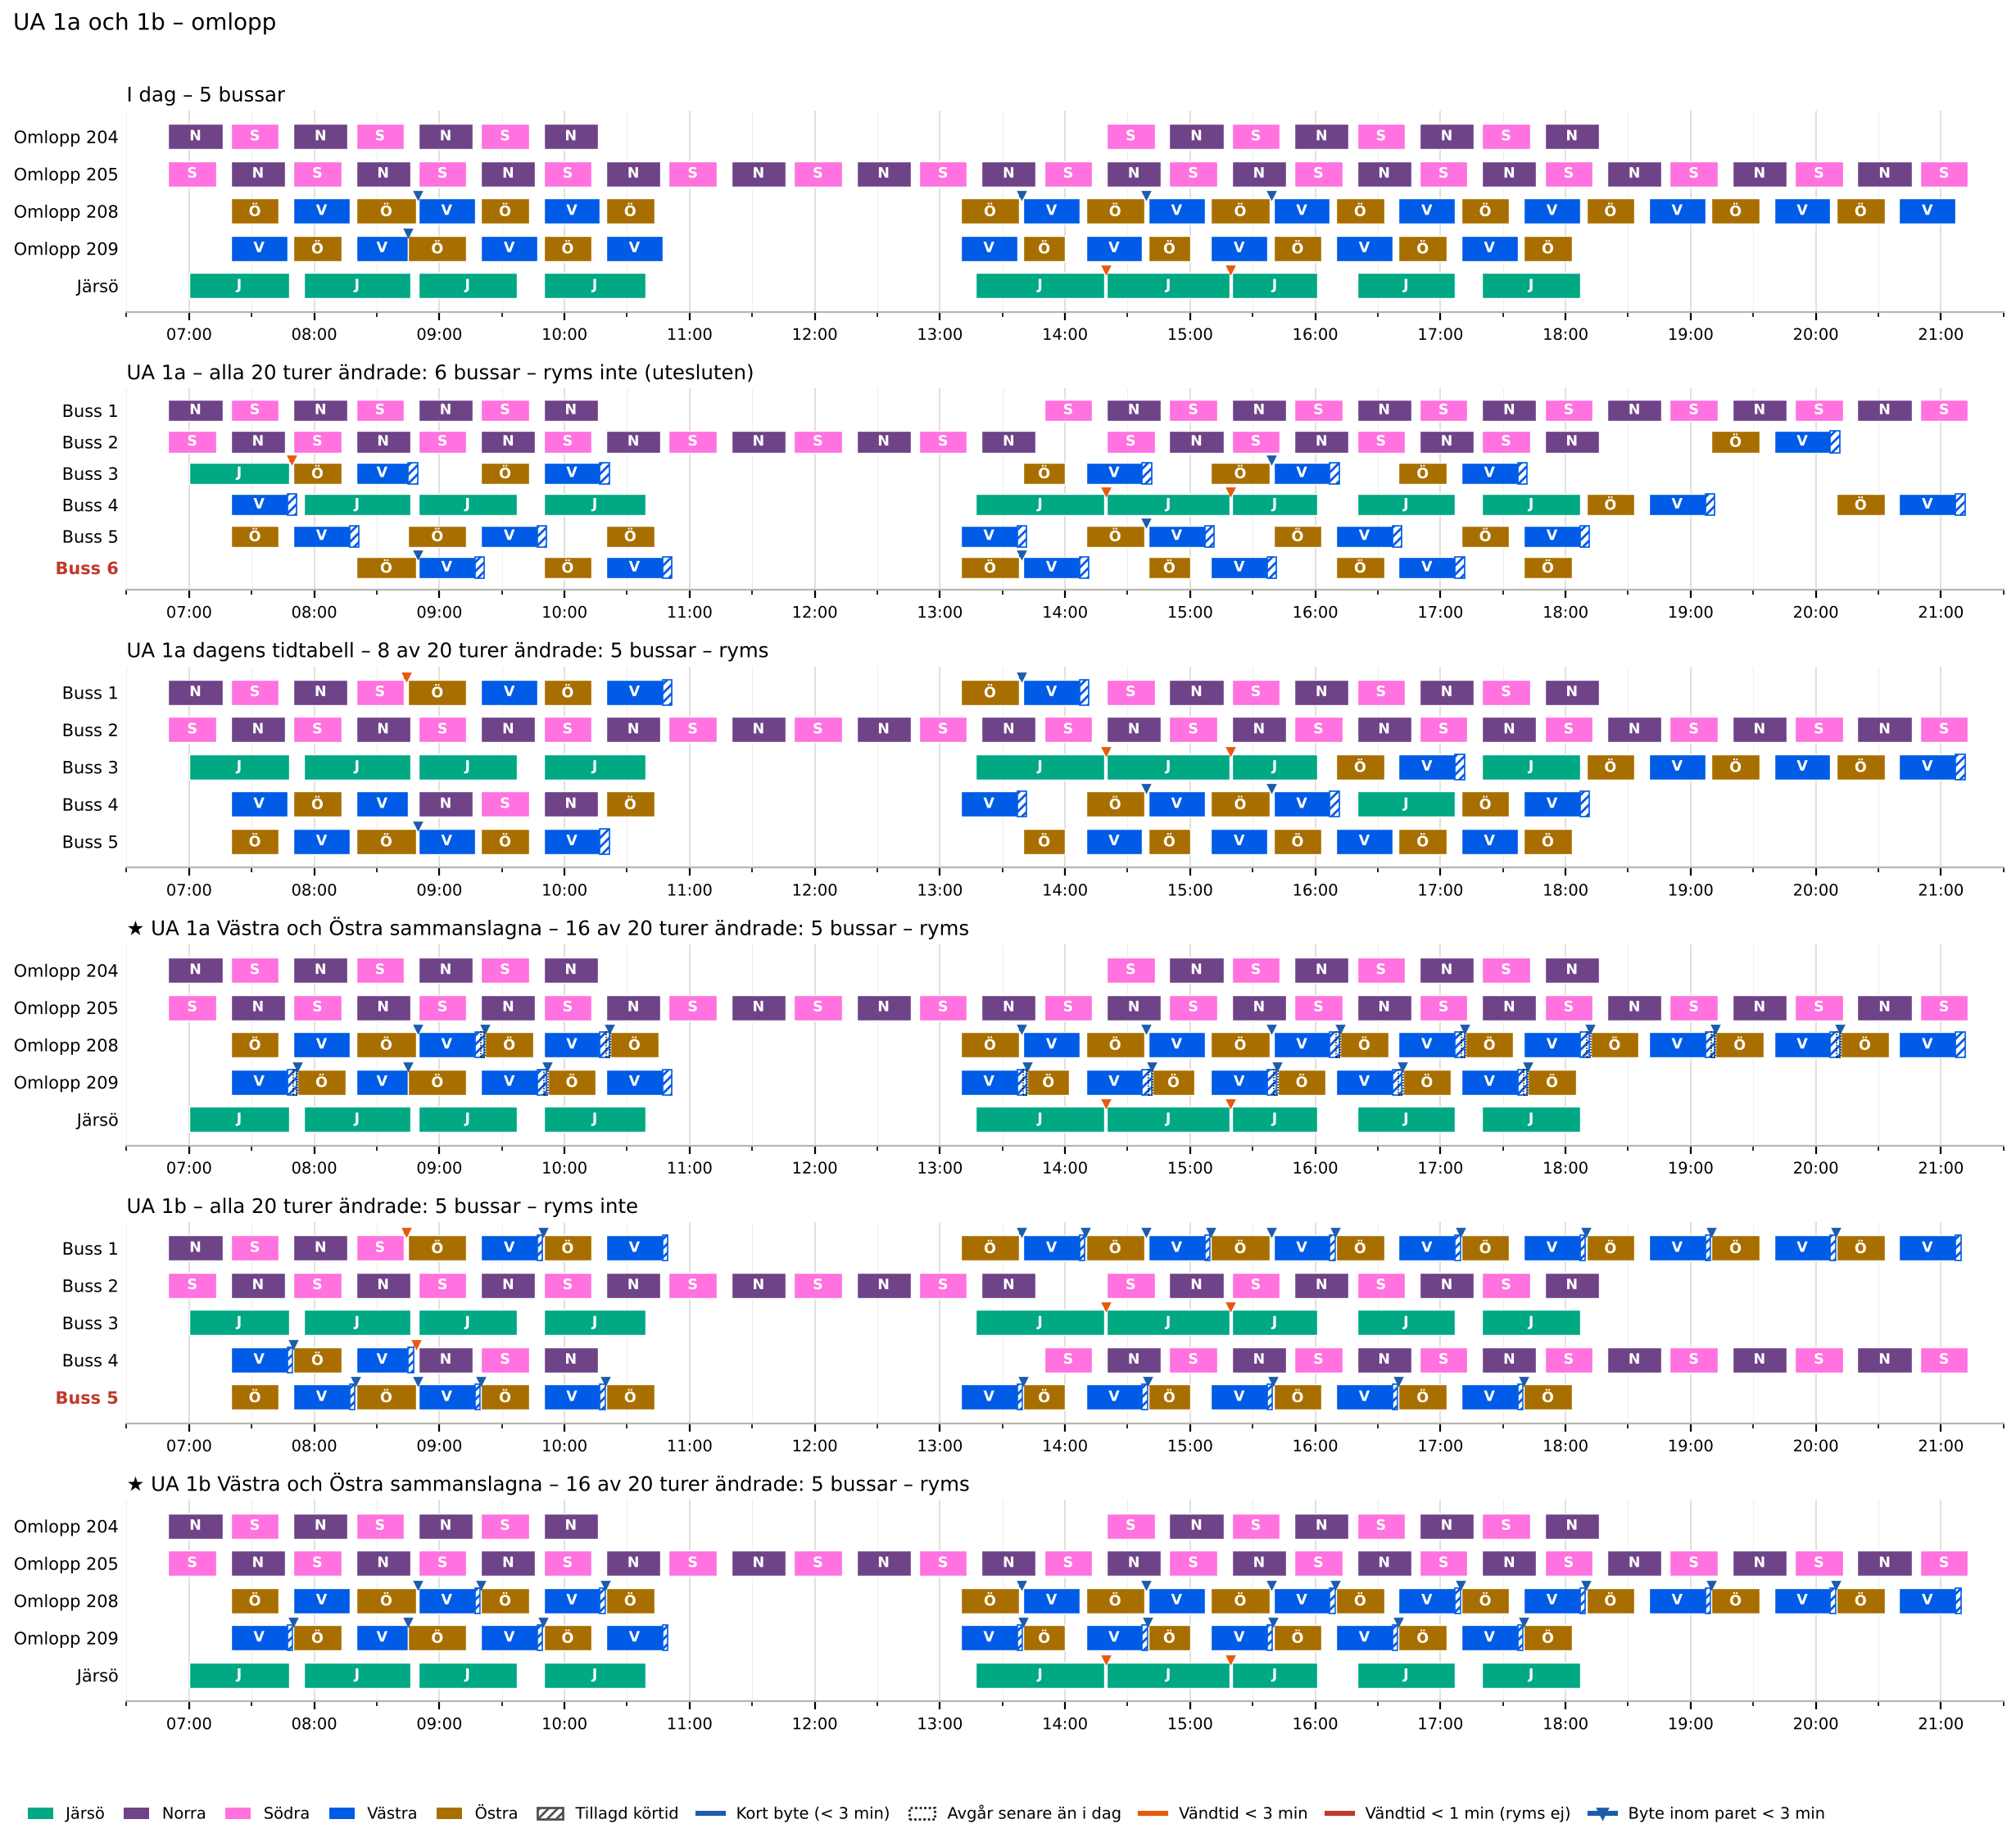 UA 1a och 1b – omlopp
I dag – 5 bussar
Omlopp 204 N S N S N S N S N S N S N S N
Omlopp 205 S N S N S N S N S N S N S N S N S N S N S N S N S N S N S
Omlopp 208 Ö V Ö V Ö V Ö Ö V Ö V Ö V Ö V Ö V Ö V Ö V Ö V
Omlopp 209 V Ö V Ö V Ö V V Ö V Ö V Ö V Ö V Ö
Järsö J J J J J J J J J
07:00 08:00 09:00 10:00 11:00 12:00 13:00 14:00 15:00 16:00 17:00 18:00 19:00 20:00 21:00
UA 1a – alla 20 turer ändrade: 6 bussar – ryms inte (utesluten)
Buss 1 N S N S N S N S N S N S N S N S N S N S N S
Buss 2 S N S N S N S N S N S N S N S N S N S N S N Ö V
Buss 3 J Ö V Ö V Ö V Ö V Ö V
Buss 4 V J J J J J J J J Ö V Ö V
Buss 5 Ö V Ö V Ö V Ö V Ö V Ö V
Buss 6 Ö V Ö V Ö V Ö V Ö V Ö
07:00 08:00 09:00 10:00 11:00 12:00 13:00 14:00 15:00 16:00 17:00 18:00 19:00 20:00 21:00
UA 1a dagens tidtabell – 8 av 20 turer ändrade: 5 bussar – ryms
Buss 1 N S N S Ö V Ö V Ö V S N S N S N S N
Buss 2 S N S N S N S N S N S N S N S N S N S N S N S N S N S N S
Buss 3 J J J J J J J Ö V J Ö V Ö V Ö V
Buss 4 V Ö V N S N Ö V Ö V Ö V J Ö V
Buss 5 Ö V Ö V Ö V Ö V Ö V Ö V Ö V Ö
07:00 08:00 09:00 10:00 11:00 12:00 13:00 14:00 15:00 16:00 17:00 18:00 19:00 20:00 21:00
★ UA 1a Västra och Östra sammanslagna – 16 av 20 turer ändrade: 5 bussar – ryms
Omlopp 204 N S N S N S N S N S N S N S N
Omlopp 205 S N S N S N S N S N S N S N S N S N S N S N S N S N S N S
Omlopp 208 Ö V Ö V Ö V Ö Ö V Ö V Ö V Ö V Ö V Ö V Ö V Ö V
Omlopp 209 V Ö V Ö V Ö V V Ö V Ö V Ö V Ö V Ö
Järsö J J J J J J J J J
07:00 08:00 09:00 10:00 11:00 12:00 13:00 14:00 15:00 16:00 17:00 18:00 19:00 20:00 21:00
UA 1b – alla 20 turer ändrade: 5 bussar – ryms inte
Buss 1 N S N S Ö V Ö V Ö V Ö V Ö V Ö V Ö V Ö V Ö V Ö V
Buss 2 S N S N S N S N S N S N S N S N S N S N S N
Buss 3 J J J J J J J J J
Buss 4 V Ö V N S N S N S N S N S N S N S N S N S
Buss 5 Ö V Ö V Ö V Ö V Ö V Ö V Ö V Ö V Ö
07:00 08:00 09:00 10:00 11:00 12:00 13:00 14:00 15:00 16:00 17:00 18:00 19:00 20:00 21:00
★ UA 1b Västra och Östra sammanslagna – 16 av 20 turer ändrade: 5 bussar – ryms
Omlopp 204 N S N S N S N S N S N S N S N
Omlopp 205 S N S N S N S N S N S N S N S N S N S N S N S N S N S N S
Omlopp 208 Ö V Ö V Ö V Ö Ö V Ö V Ö V Ö V Ö V Ö V Ö V Ö V
Omlopp 209 V Ö V Ö V Ö V V Ö V Ö V Ö V Ö V Ö
Järsö J J J J J J J J J
07:00 08:00 09:00 10:00 11:00 12:00 13:00 14:00 15:00 16:00 17:00 18:00 19:00 20:00 21:00
Järsö Norra Södra Västra Östra Tillagd körtid Kort byte (< 3 min) Avgår senare än i dag Vändtid < 3 min Vändtid < 1 min (ryms ej) Byte inom paret < 3 min